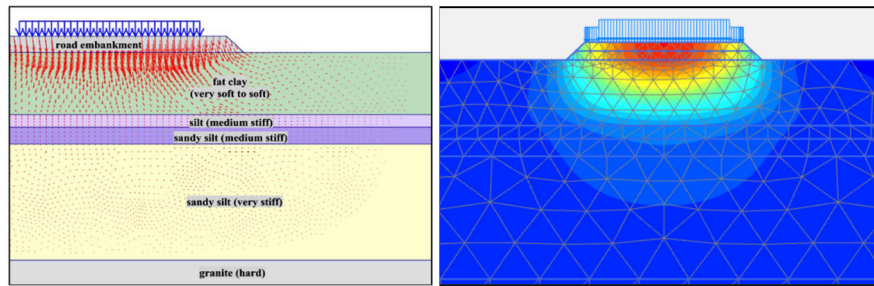 road embankment
fat clay
(very soft to soft)
silt (medium stiff)
sandy silt (medium stiff)
sandy silt (very stiff)
granite (hard)